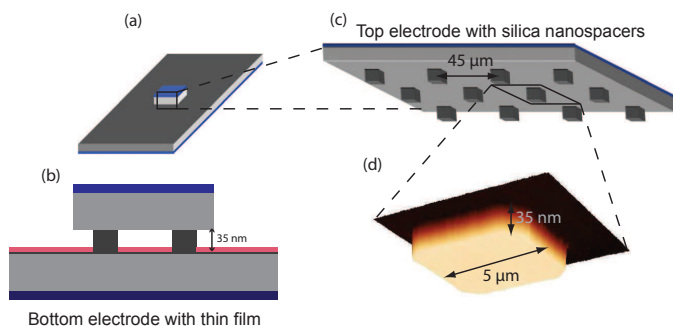 (a)
(c)
Top electrode with silica nanospacers
45 μm
(b)
35 nm
Bottom electrode with thin film
(d)
35 nm
5 μm